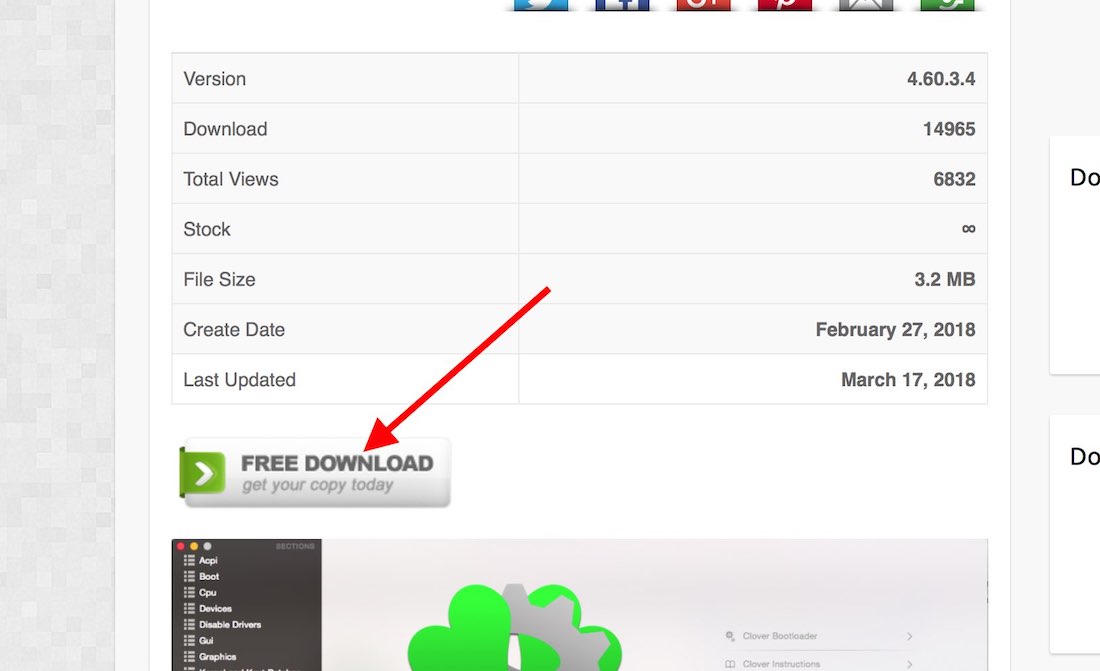 Version 4.60.3.4
Download 14965
Total Views 6832
Stock ∞
File Size 3.2 MB
Create Date February 27, 2018
Last Updated March 17, 2018
Do
Do
FREE DOWNLOAD
get your copy today
SECTIONS
Acpi
Boot
Cpu
Devices
Disable Drivers
Gui
Graphics
Clover Bootloader
Clover Instructions